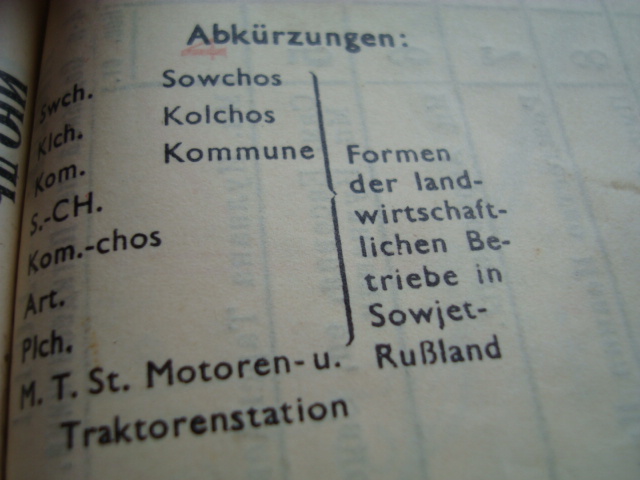 Abkürzungen:
Swch. Sowchos
Klch. Kolchos
Kom. Kommune
S.-CH.
Kom.-chos
Art.
Plch.
Formen
der land-
wirtschaft-
lichen Be-
triebe in
Sowjet-
Rußland
M. T. St. Motoren- u.
Traktorenstation